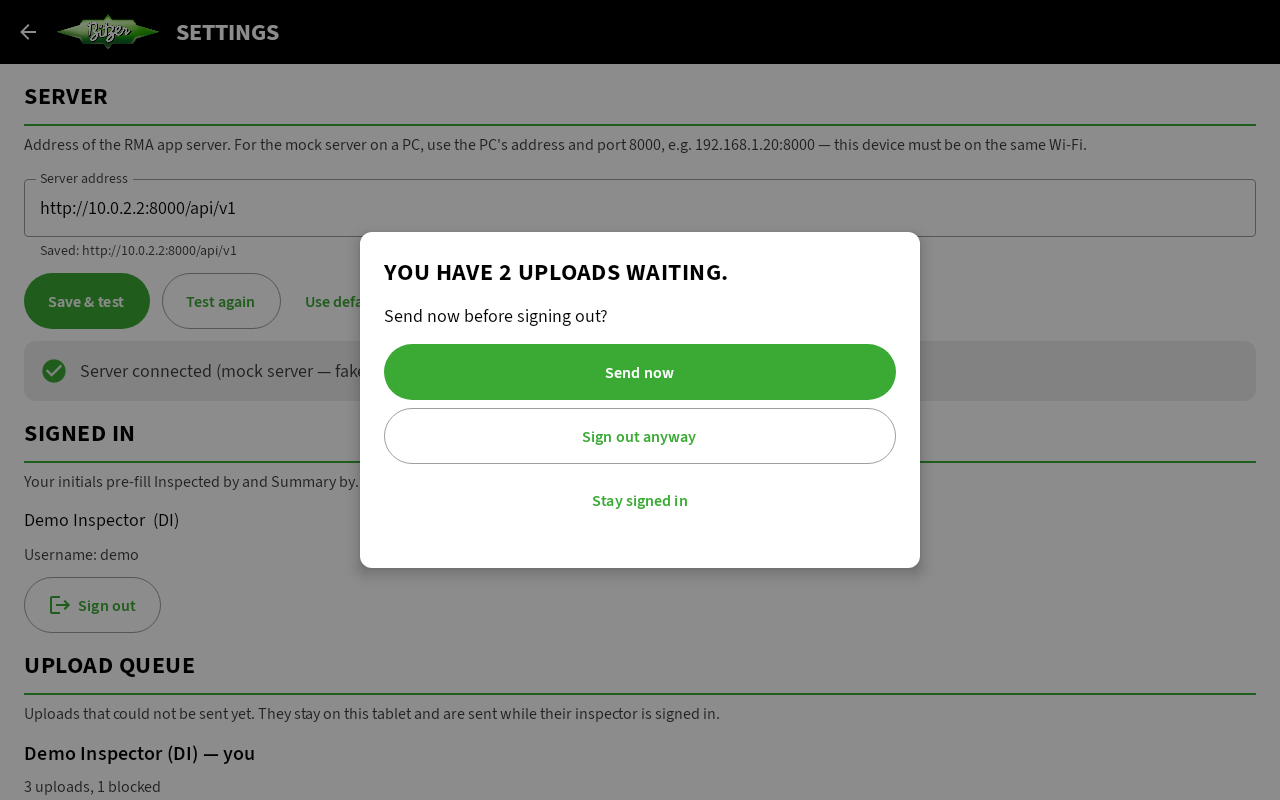 Bitzer
SETTINGS
SERVER
Address of the RMA app server. For the mock server on a PC, use the PC's address and port 8000, e.g. 192.168.1.20:8000 — this device must be on the same Wi-Fi.
Server address
http://10.0.2.2:8000/api/v1
Saved: http://10.0.2.2:8000/api/v1
Save & test
Test again
Use defa
Server connected (mock server — fake
YOU HAVE 2 UPLOADS WAITING.
Send now before signing out?
Send now
Sign out anyway
Stay signed in
SIGNED IN
Your initials pre-fill Inspected by and Summary by.
Demo Inspector (DI)
Username: demo
Sign out
UPLOAD QUEUE
Uploads that could not be sent yet. They stay on this tablet and are sent while their inspector is signed in.
Demo Inspector (DI) — you
3 uploads, 1 blocked